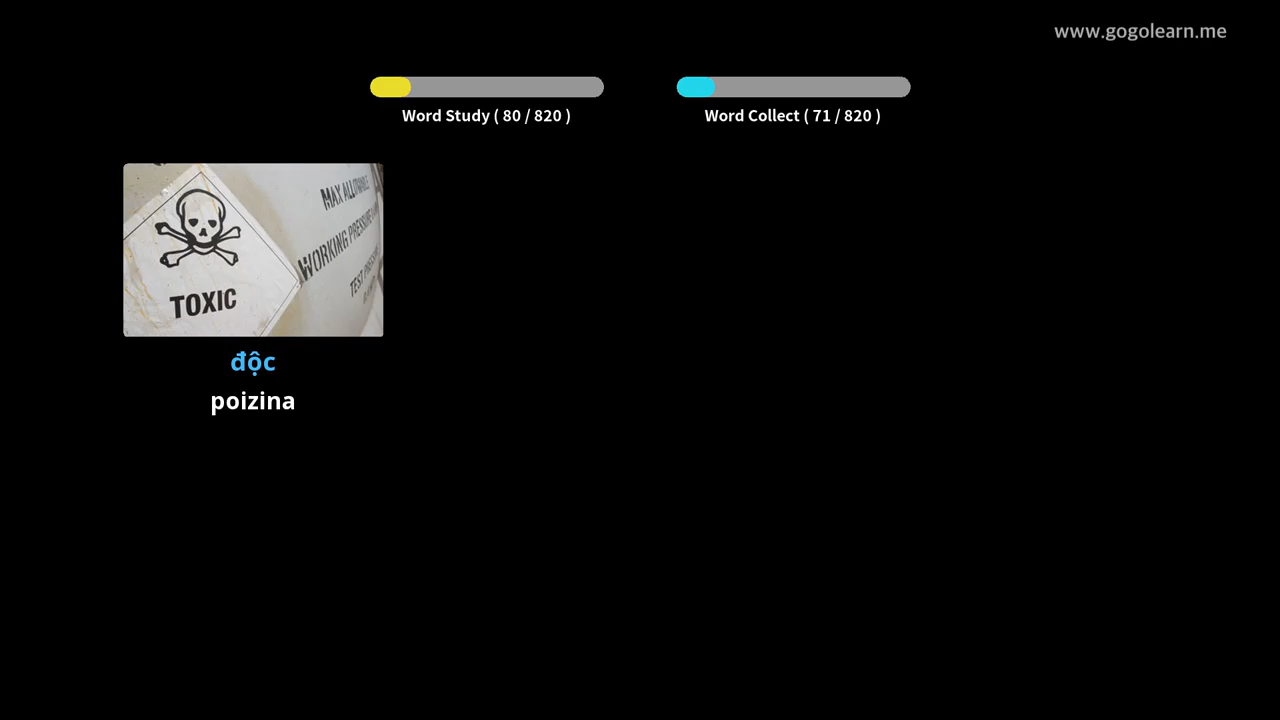 www.gogolearn.me
Word Study ( 80 / 820 )
Word Collect ( 71 / 820 )
MAX ALLOWABLE
WORKING PRESSURE
TEST PRESSURE
TOXIC
độc
poizina